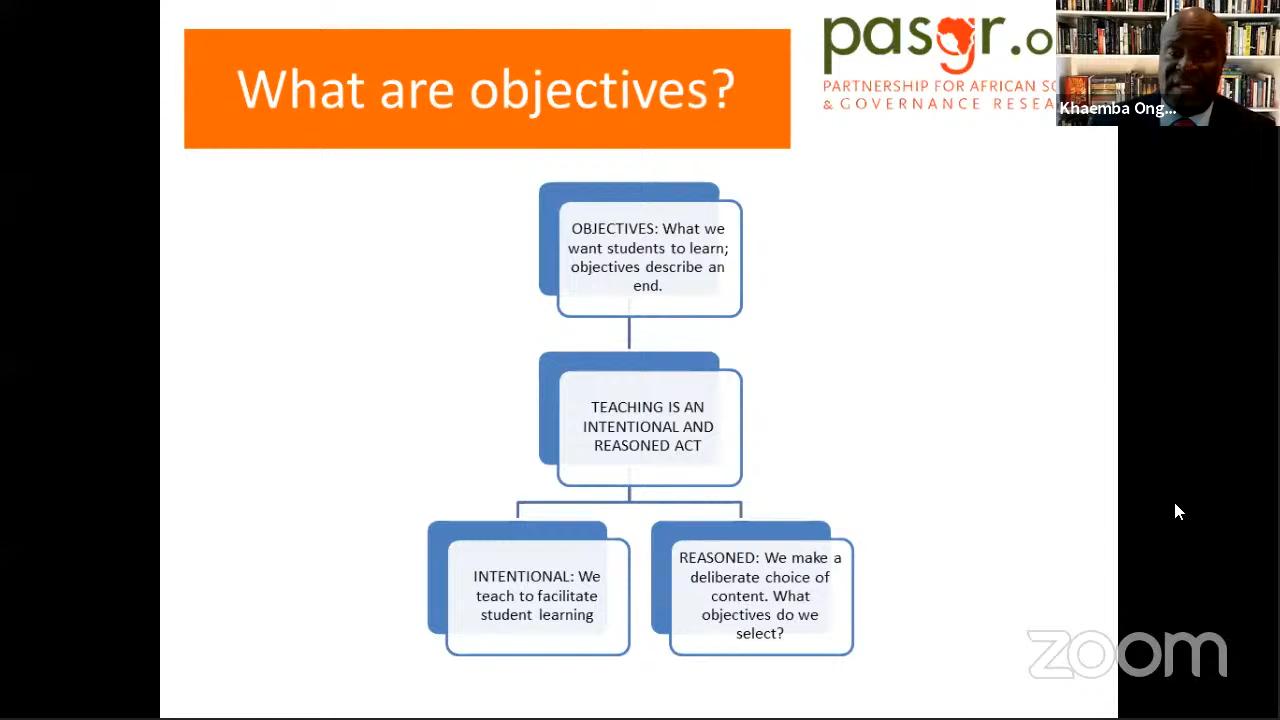 What are objectives?
pasgr.o
PARTNERSHIP FOR AFRICAN SO
& GOVERNANCE RESEA
Khaemba Ong...
OBJECTIVES: What we
want students to learn;
objectives describe an
end.
TEACHING IS AN
INTENTIONAL AND
REASONED ACT
INTENTIONAL: We
teach to facilitate
student learning
REASONED: We make a
deliberate choice of
content. What
objectives do we
select?
zoom